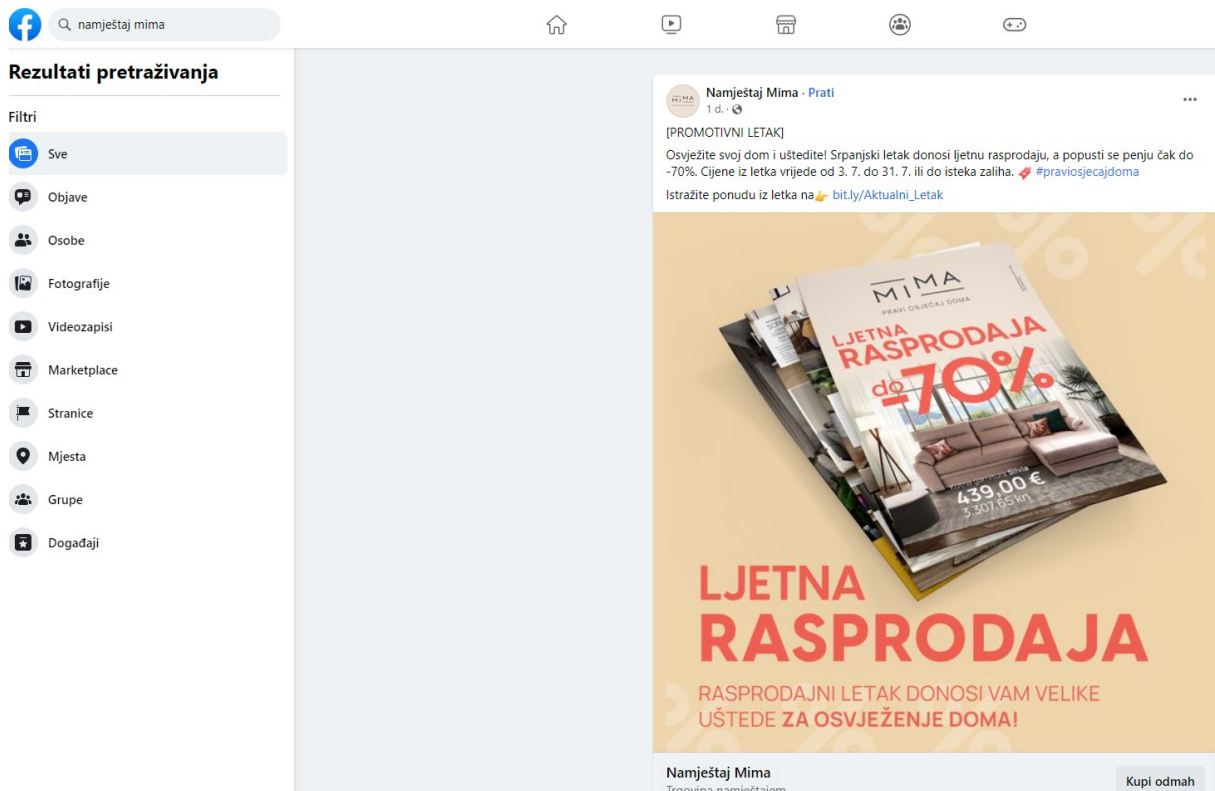 namještaj mima
Rezultati pretraživanja
Filtri
Sve
Objave
Osobe
Fotografije
Videozapisi
Marketplace
Stranice
Mjesta
Grupe
Događaji
Namještaj Mima · Prati
1 d. ·
[PROMOTIVNI LETAK]
Osvježite svoj dom i uštedite! Srpanjski letak donosi ljetnu rasprodaju, a popusti se penju čak do
-70%. Cijene iz letka vrijede od 3. 7. do 31. 7. ili do isteka zaliha. #praviosjecajdoma
Istražite ponudu iz letka na bit.ly/Aktualni_Letak
MIMA
PRAVI OSJEĆAJ DOMA
LJETNA
RASPRODAJA
do 70%
439,00 €
3.307,65 kn
LJETNA
RASPRODAJA
RASPRODAJNI LETAK DONOSI VAM VELIKE
UŠTEDE ZA OSVJEŽENJE DOMA!
Namještaj Mima
Trgovina namještajem
Kupi odmah